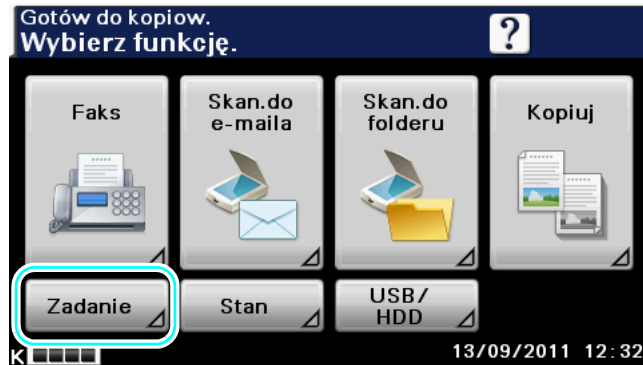 Gotów do kopiow.
Wybierz funkcję.
?
Faks
Skan.do
e-maila
Skan.do
folderu
Kopiuj
Zadanie
Stan
USB/
HDD
K
13/09/2011 12:32